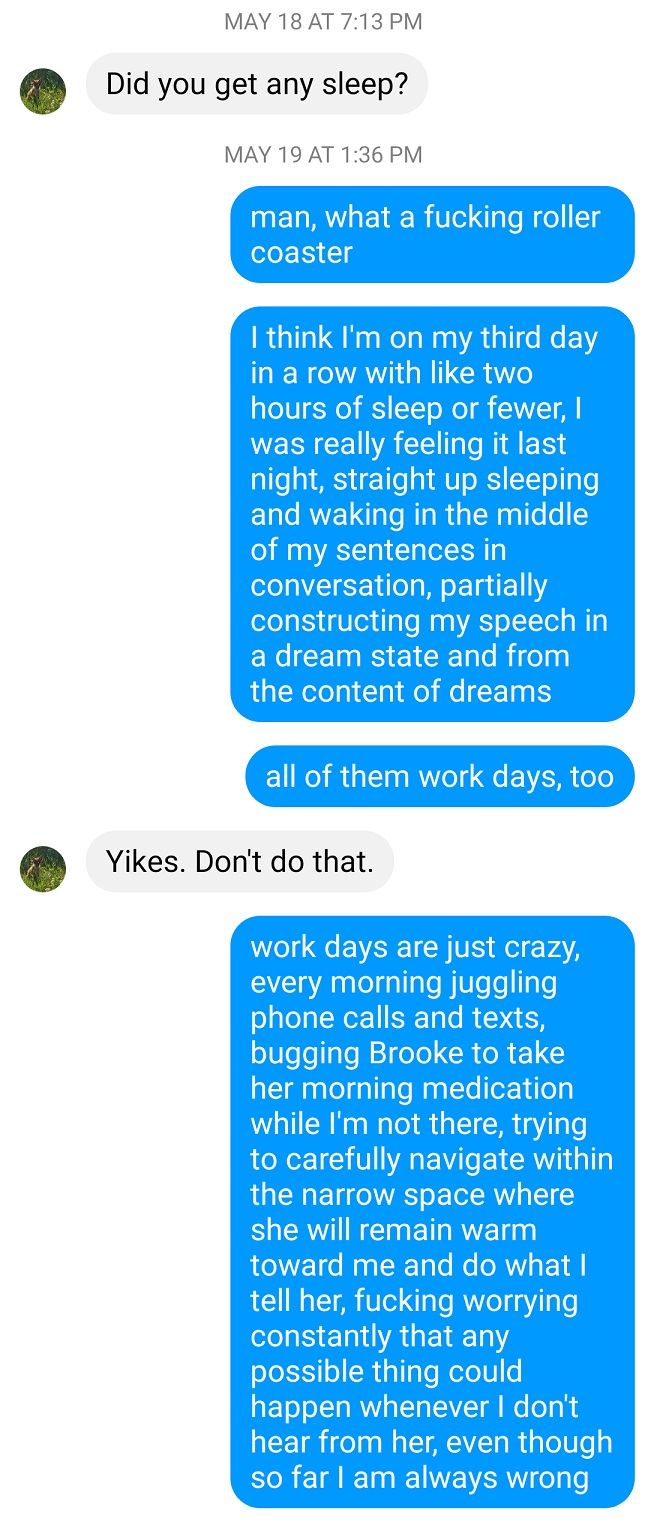 MAY 18 AT 7:13 PM
Did you get any sleep?
MAY 19 AT 1:36 PM
man, what a fucking roller
coaster
I think I'm on my third day
in a row with like two
hours of sleep or fewer, I
was really feeling it last
night, straight up sleeping
and waking in the middle
of my sentences in
conversation, partially
constructing my speech in
a dream state and from
the content of dreams
all of them work days, too
Yikes. Don't do that.
work days are just crazy,
every morning juggling
phone calls and texts,
bugging Brooke to take
her morning medication
while I'm not there, trying
to carefully navigate within
the narrow space where
she will remain warm
toward me and do what I
tell her, fucking worrying
constantly that any
possible thing could
happen whenever I don't
hear from her, even though
so far I am always wrong